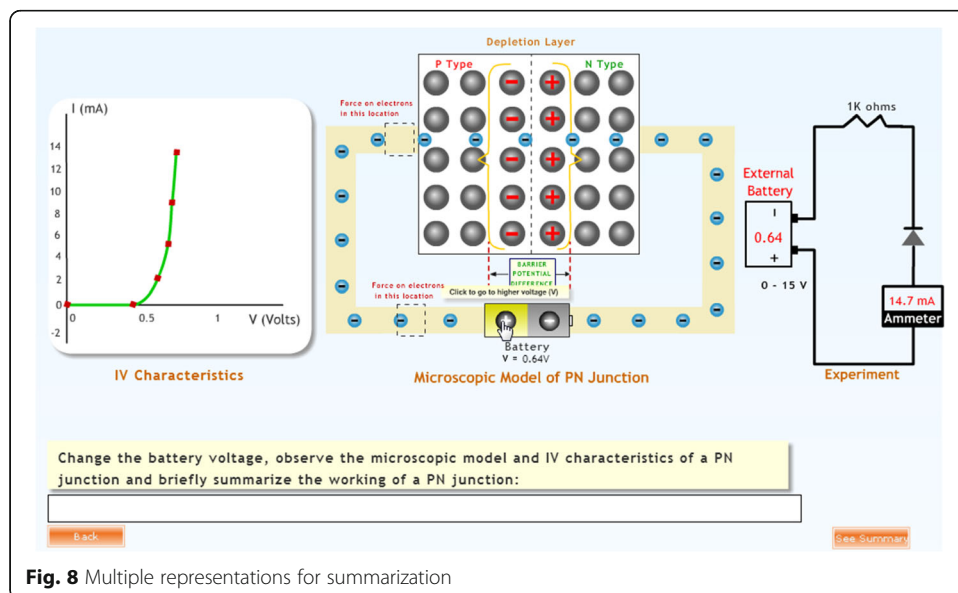 Depletion Layer
P Type
N Type
I (mA)
14
12
10
8
6
4
2
0
-2
0
0.5
1
V (Volts)
IV Characteristics
Force on electrons
in this location
BARRIER
POTENTIAL
DIFFERENCE
Click to go to higher voltage (V)
Force on electrons
in this location
Battery
V = 0.64V
Microscopic Model of PN Junction
1K ohms
External
Battery
0.64
+
0 - 15 V
14.7 mA
Ammeter
Experiment
Change the battery voltage, observe the microscopic model and IV characteristics of a PN
junction and briefly summarize the working of a PN junction:
Back
See Summary
Fig. 8 Multiple representations for summarization